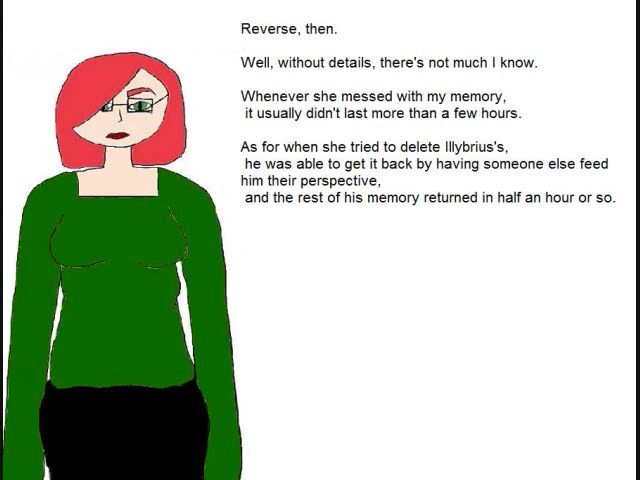 Reverse, then.
Well, without details, there's not much I know.
Whenever she messed with my memory,
it usually didn't last more than a few hours.
As for when she tried to delete Illybrius's,
he was able to get it back by having someone else feed
him their perspective,
and the rest of his memory returned in half an hour or so.